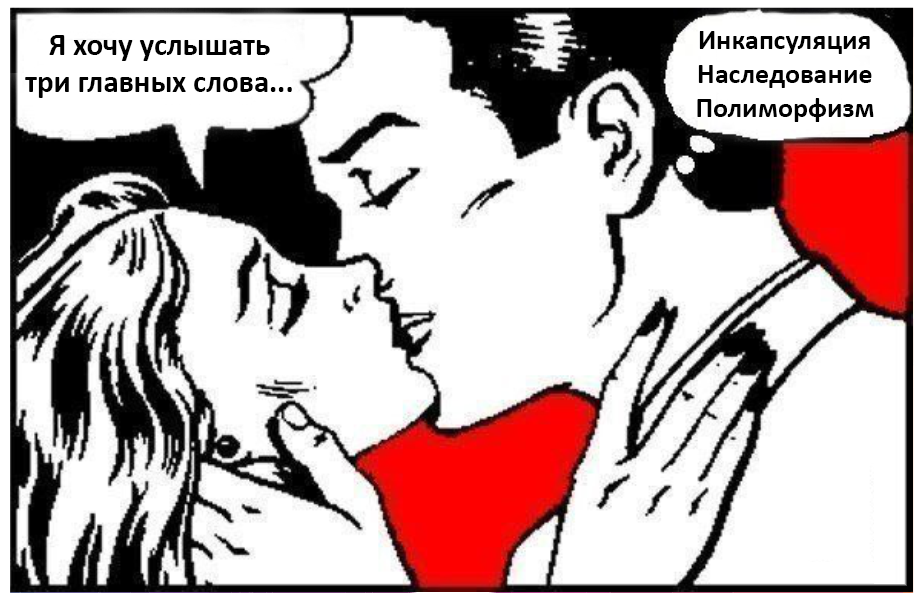 Я хочу услышать
три главных слова...
Инкапсуляция
Наследование
Полиморфизм